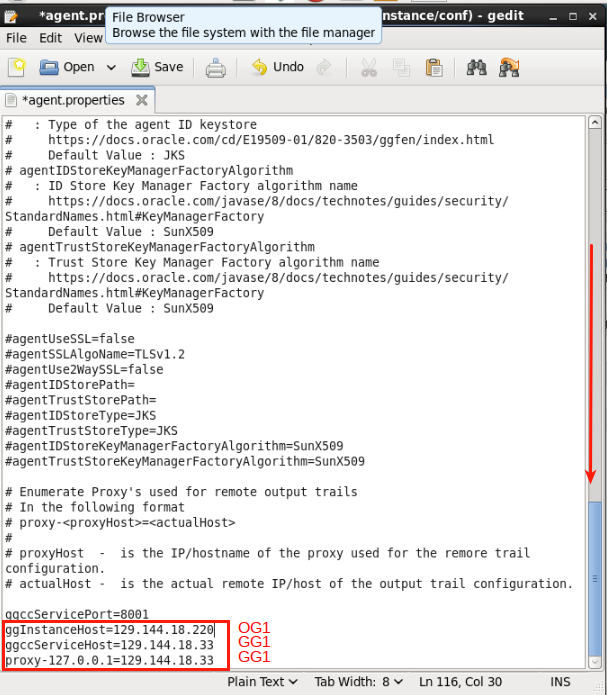 *agent.prope
nstance/conf) - gedit
File Browser
Browse the file system with the file manager
File Edit View
Open Save Undo
*agent.properties
#   : Type of the agent ID keystore
#     https://docs.oracle.com/cd/E19509-01/820-3503/ggfen/index.html
#     Default Value : JKS
# agentIDStoreKeyManagerFactoryAlgorithm
#   : ID Store Key Manager Factory algorithm name
#     https://docs.oracle.com/javase/8/docs/technotes/guides/security/
StandardNames.html#KeyManagerFactory
#     Default Value : SunX509
# agentTrustStoreKeyManagerFactoryAlgorithm
#   : Trust Store Key Manager Factory algorithm name
#     https://docs.oracle.com/javase/8/docs/technotes/guides/security/
StandardNames.html#KeyManagerFactory
#     Default Value : SunX509
#agentUseSSL=false
#agentSSLAlgoName=TLSv1.2
#agentUse2WaySSL=false
#agentIDStorePath=
#agentTrustStorePath=
#agentIDStoreType=JKS
#agentTrustStoreType=JKS
#agentIDStoreKeyManagerFactoryAlgorithm=SunX509
#agentTrustStoreKeyManagerFactoryAlgorithm=SunX509
# Enumerate Proxy's used for remote output trails
# In the following format
# proxy-<proxyHost>=<actualHost>
#
# proxyHost  -  is the IP/hostname of the proxy used for the remore trail
configuration.
# actualHost -  is the actual remote IP/host of the output trail configuration.
ggccServicePort=8001
ggInstanceHost=129.144.18.220 OG1
ggccServiceHost=129.144.18.33 GG1
proxy-127.0.0.1=129.144.18.33 GG1
Plain Text Tab Width: 8 Ln 116, Col 30 INS